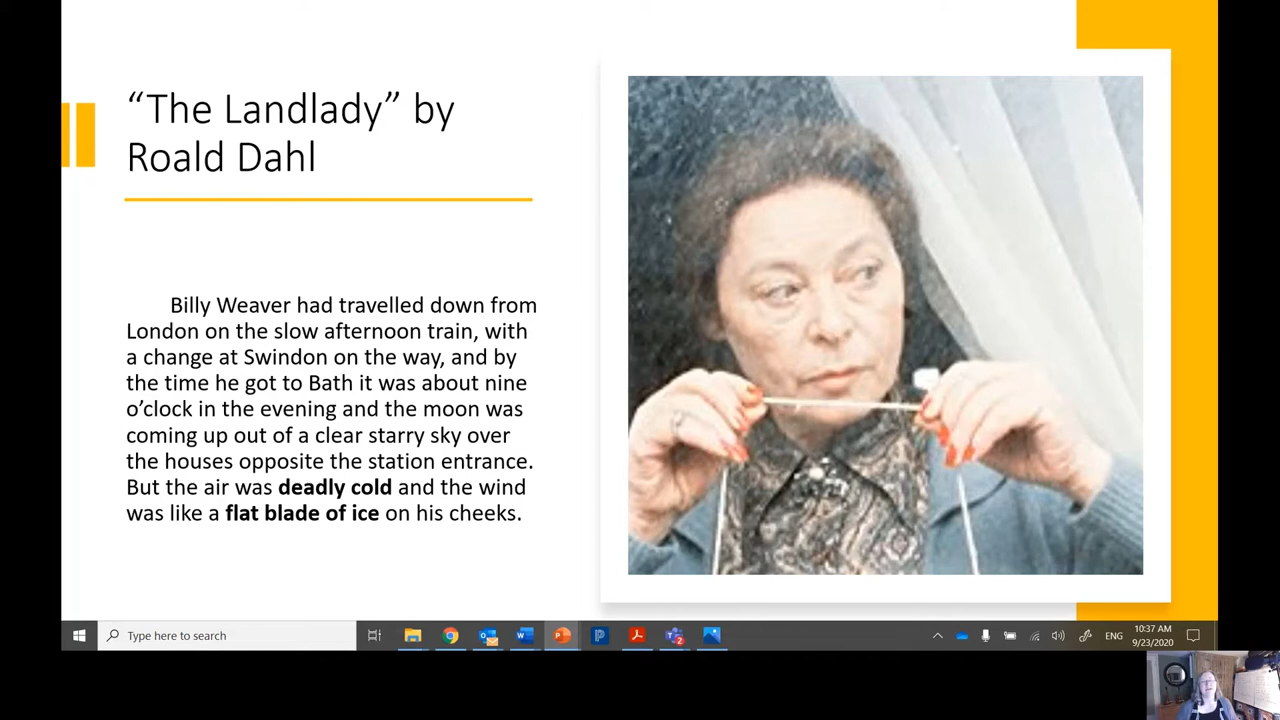 “The Landlady” by
Roald Dahl
Billy Weaver had travelled down from
London on the slow afternoon train, with
a change at Swindon on the way, and by
the time he got to Bath it was about nine
o’clock in the evening and the moon was
coming up out of a clear starry sky over
the houses opposite the station entrance.
But the air was deadly cold and the wind
was like a flat blade of ice on his cheeks.
Type here to search
ENG
10:37 AM
9/23/2020